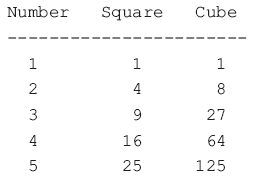 Number Square Cube
-----------------------
1 1 1
2 4 8
3 9 27
4 16 64
5 25 125